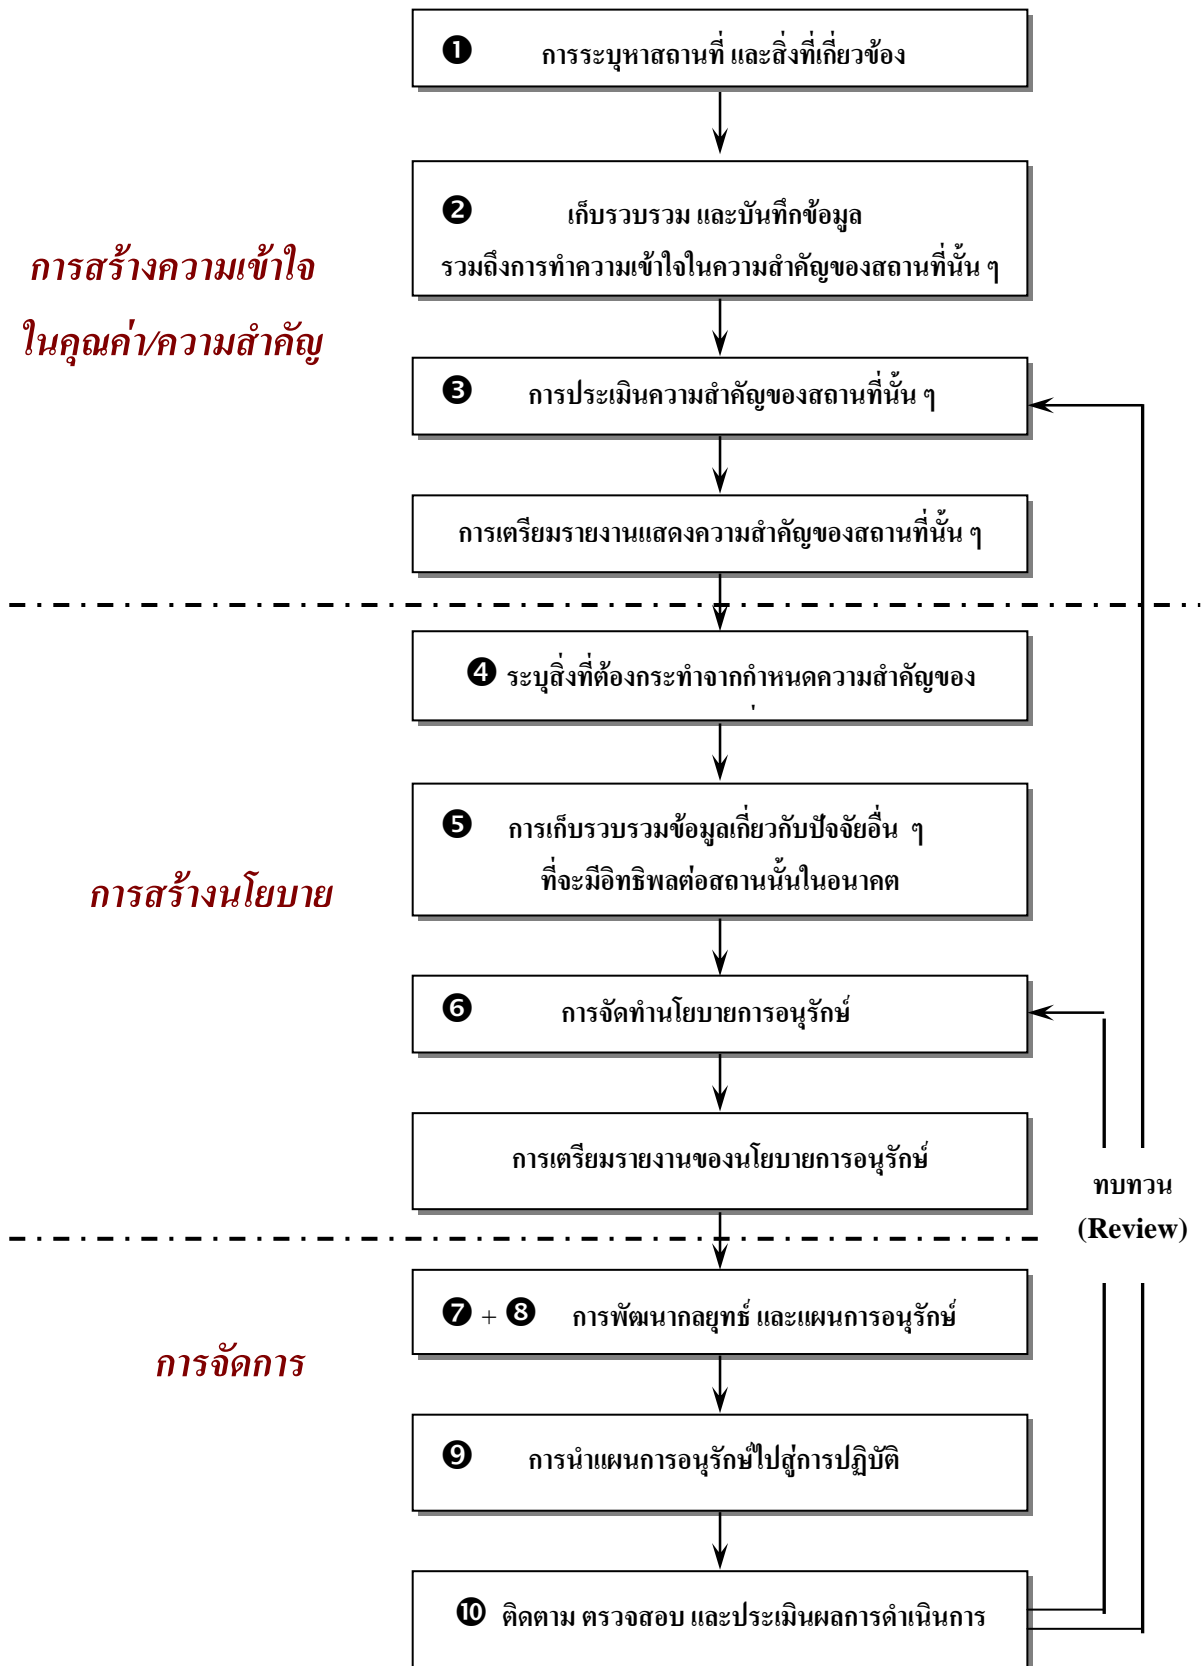 ❶ การระบุหาสถานที่ และสิ่งที่เกี่ยวข้อง
❷ เก็บรวบรวม และบันทึกข้อมูล
รวมถึงการทำความเข้าใจในความสำคัญของสถานที่นั้น ๆ
การสร้างความเข้าใจ
ในคุณค่า/ความสำคัญ
❸ การประเมินความสำคัญของสถานที่นั้น ๆ
การเตรียมรายงานแสดงความสำคัญของสถานที่นั้น ๆ
❹ ระบุสิ่งที่ต้องกระทำจากกำหนดความสำคัญของ
❺ การเก็บรวบรวมข้อมูลเกี่ยวกับปัจจัยอื่น ๆ
ที่จะมีอิทธิพลต่อสถานนั้นในอนาคต
การสร้างนโยบาย
❻ การจัดทำนโยบายการอนุรักษ์
การเตรียมรายงานของนโยบายการอนุรักษ์
ทบทวน
(Review)
❼ + ❽ การพัฒนากลยุทธ์ และแผนการอนุรักษ์
การจัดการ
❾ การนำแผนการอนุรักษ์ไปสู่การปฏิบัติ
❿ ติดตาม ตรวจสอบ และประเมินผลการดำเนินการ